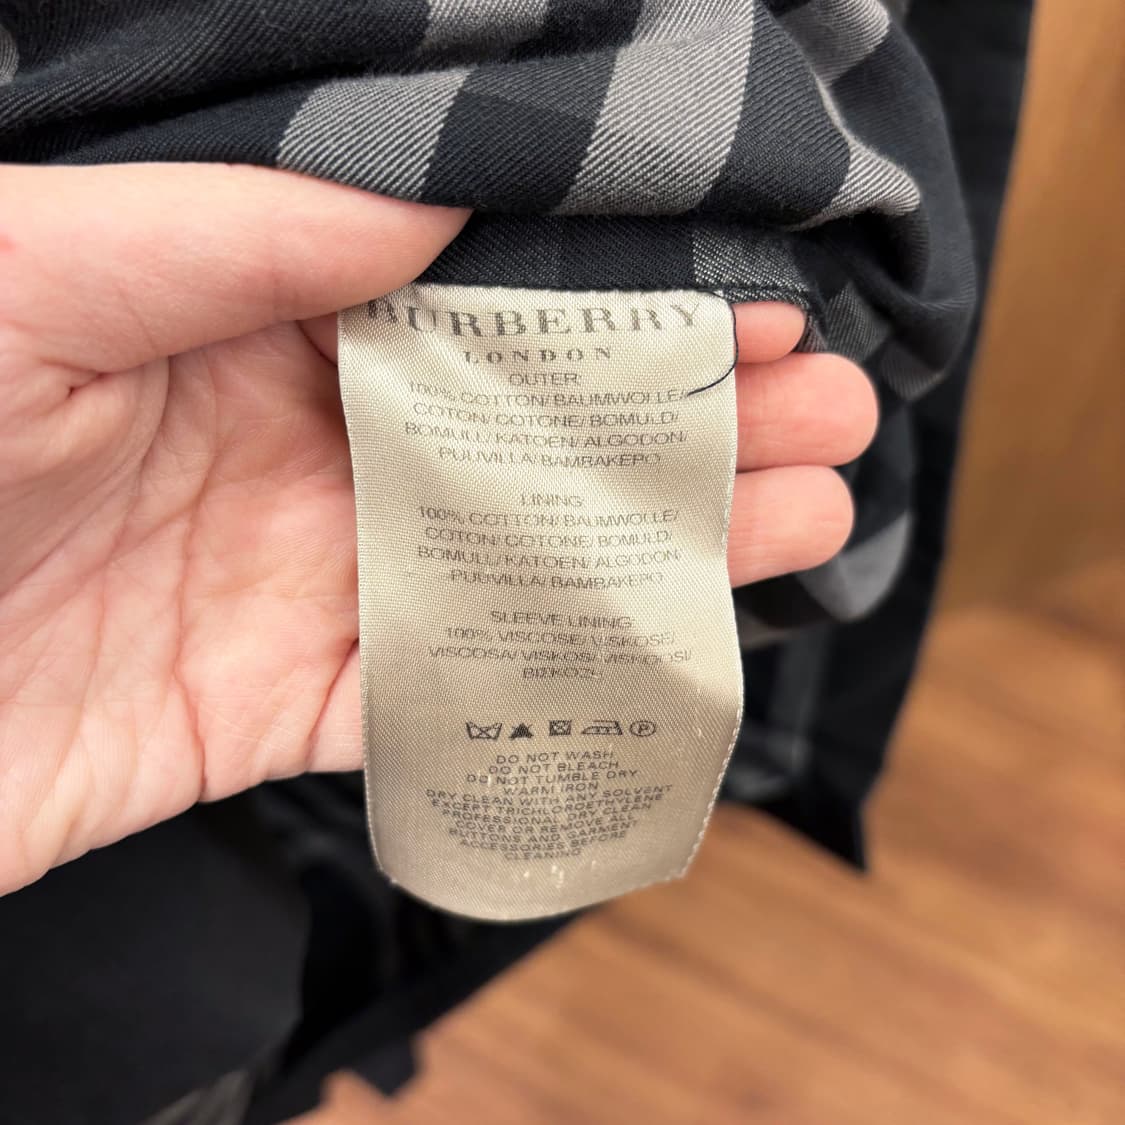 BURBERRY
LONDON
OUTER
100% COTTON/ BAUMWOLLE/
COTON/ COTONE/ BOMULD/
BOMULL/ KATOEN/ ALGODON/
PUUVILLA/ BAMBAKEPO
LINING
100% COTTON/ BAUMWOLLE/
COTON/ COTONE/ BOMULD/
BOMULL/ KATOEN/ ALGODON/
PUUVILLA/ BAMBAKEPO
SLEEVE LINING
100% VISCOSE/ VISKOSE/
VISCOSA/ VISKOS/ VISKOOSI/
ΒΙΣΚΟΖΕ
P
DO NOT WASH
DO NOT BLEACH
DO NOT TUMBLE DRY
WARM IRON
DRY CLEAN WITH ANY SOLVENT
EXCEPT TRICHLOROETHYLENE
PROFESSIONAL DRY CLEAN
COVER OR REMOVE ALL
BUTTONS AND GARMENT
ACCESSORIES BEFORE
CLEANING